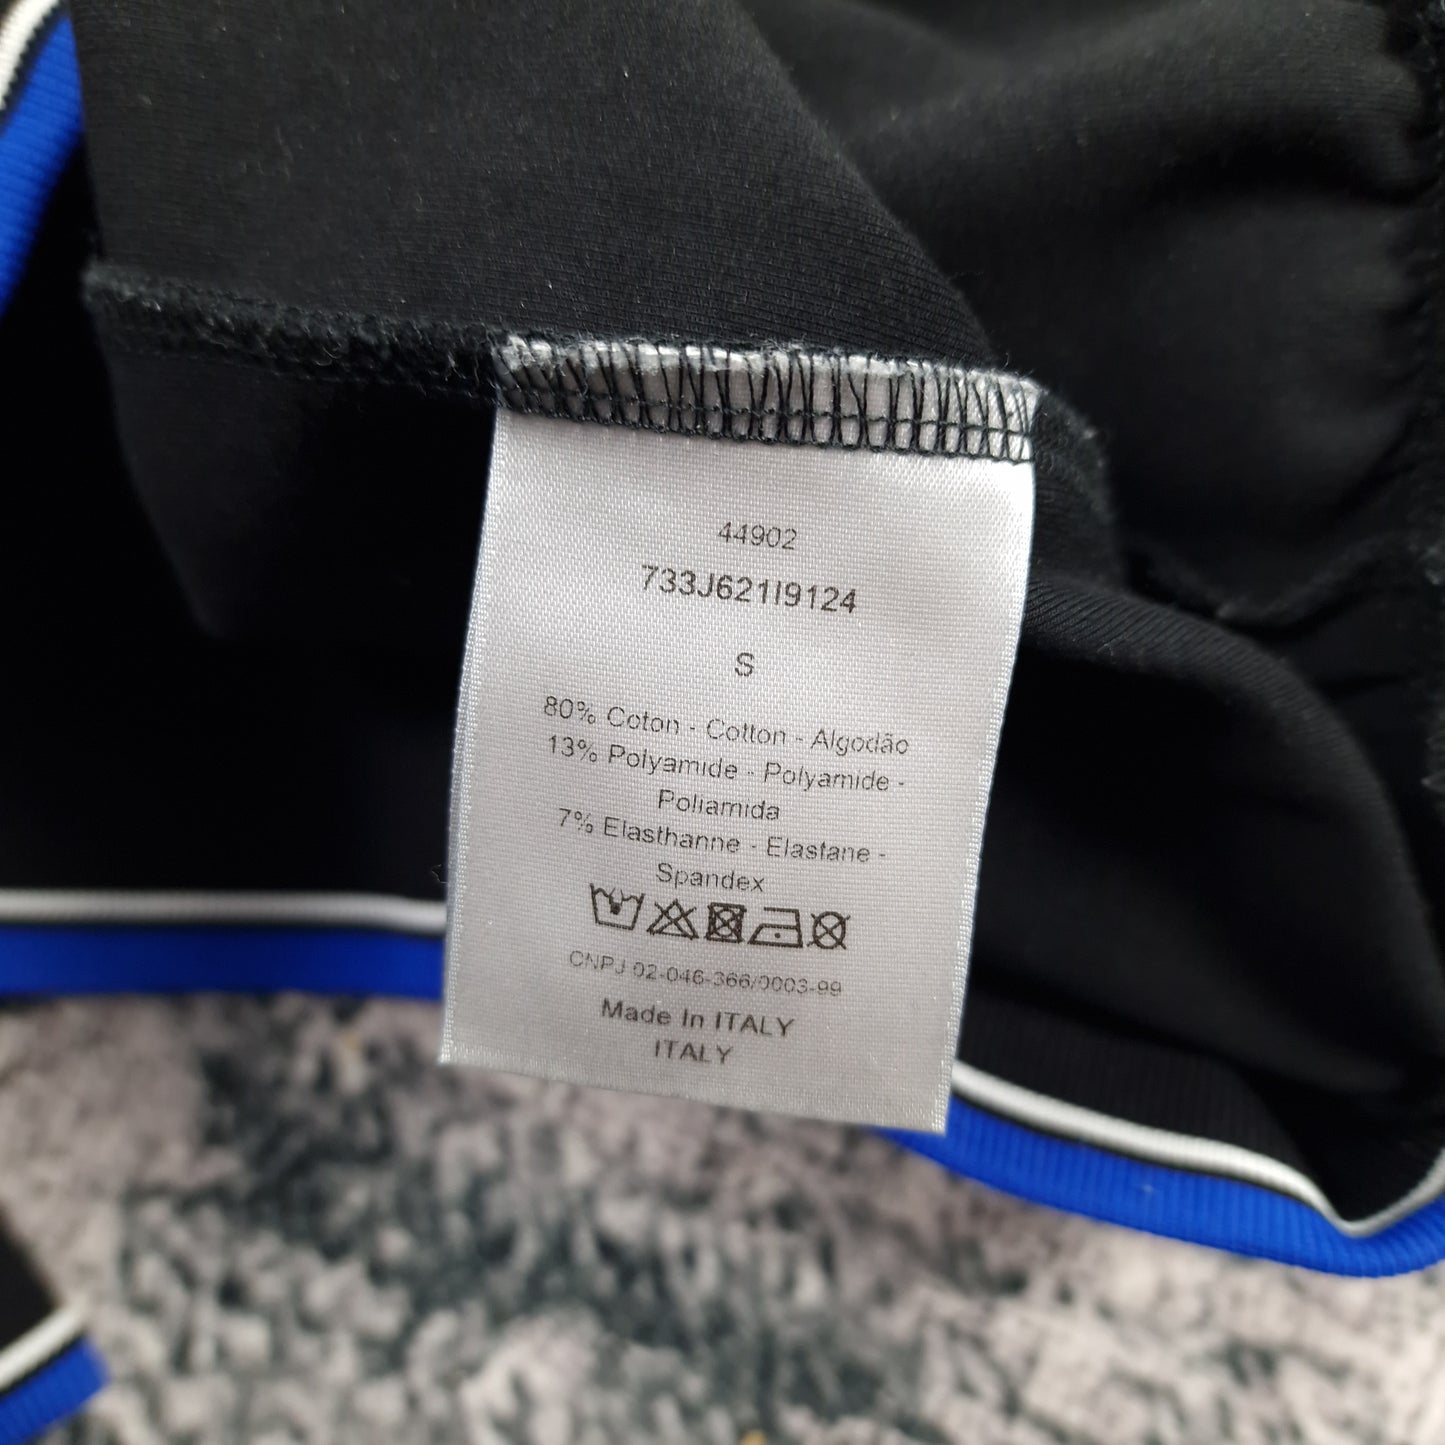 44902
733J621I9124
S
80% Coton - Cotton - Algodão
13% Polyamide - Polyamide -
Poliamida
7% Elasthanne - Elastane -
Spandex
CNPJ 02-046-366/0003-99
Made In ITALY
ITALY